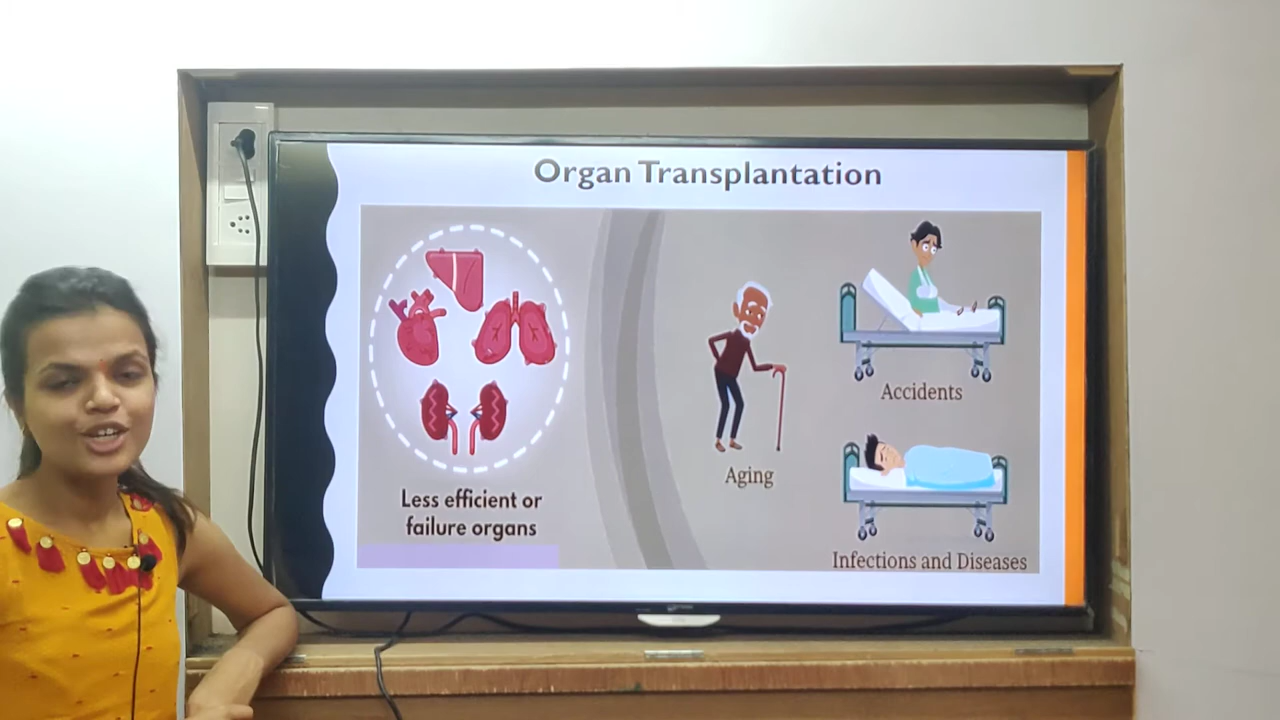 Organ Transplantation
Less efficient or
failure organs
Aging
Accidents
Infections and Diseases